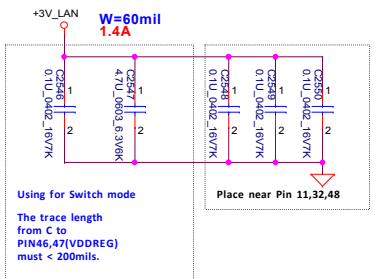 +3V_LAN
W=60mil
1.4A
C2546
0.1U_0402_16V7K
1
2
C2547
4.7U_0603_6.3V6K
1
2
C2548
0.1U_0402_16V7K
1
2
C2549
0.1U_0402_16V7K
1
2
C2550
0.1U_0402_16V7K
1
2
Using for Switch mode
The trace length
from C to
PIN46,47(VDDREG)
must < 200mils.
Place near Pin 11,32,48